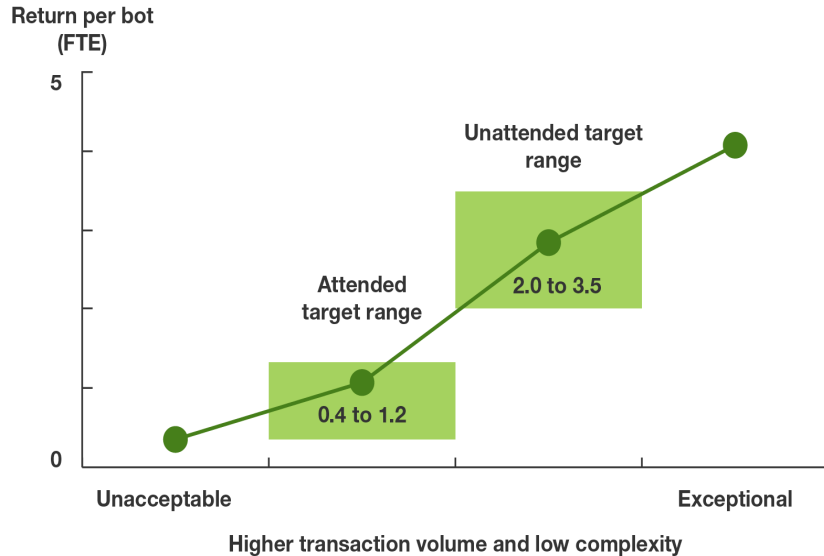 Return per bot
(FTE)
5
Unattended target
range
2.0 to 3.5
Attended
target range
0.4 to 1.2
0
Unacceptable
Exceptional
Higher transaction volume and low complexity